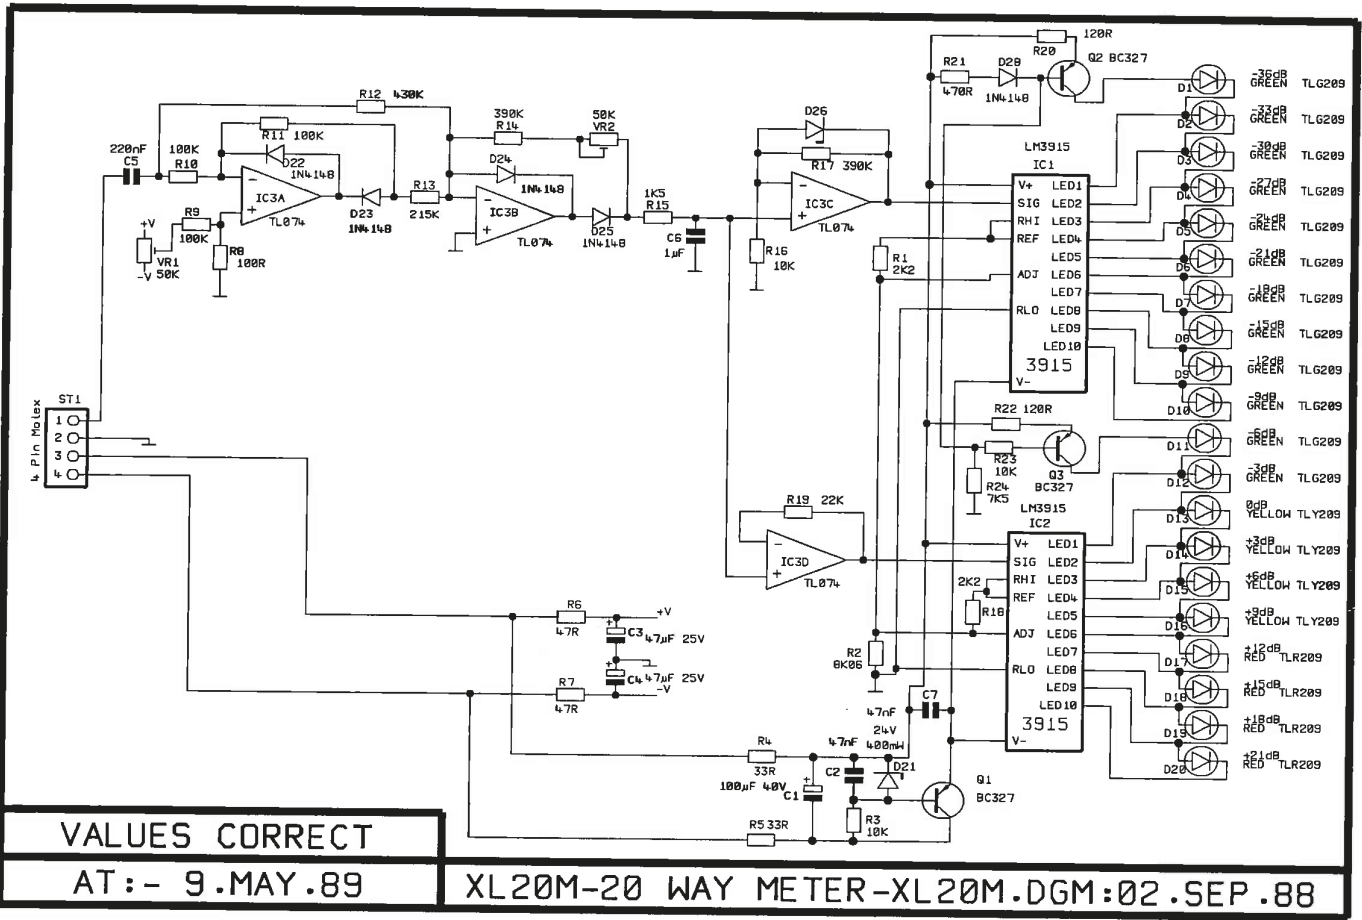 120R
R20
Q2 BC327
R21
470R
D28
1N4148
R12 430K
390K
R14
50K
VR2
D26
R11 100K
220nF
C5
100K
R10
D22
1N4148
D24
1N4148
R17 390K
LM3915
IC1
IC3A
TL074
R9
100K
+V
VR1
-V
50K
R8
100R
D23
1N4148
R13
215K
IC3B
TL074
D25
1N4148
1K5
R15
C6
1µF
IC3C
TL074
R16
10K
R1
2K2
V+ LED1
SIG LED2
RHI LED3
REF LED4
LED5
ADJ LED6
LED7
RLO LED8
LED9
LED10
3915
V-
D1 -36dB
GREEN TLG209
D2 -33dB
GREEN TLG209
D3 -30dB
GREEN TLG209
D4 -27dB
GREEN TLG209
D5 -24dB
GREEN TLG209
D6 -21dB
GREEN TLG209
D7 -18dB
GREEN TLG209
D8 -15dB
GREEN TLG209
D9 -12dB
GREEN TLG209
D10 -9dB
GREEN TLG209
D11 -6dB
GREEN TLG209
D12 -3dB
GREEN TLG209
D13 0dB
YELLOW TLY209
D14 +3dB
YELLOW TLY209
D15 +6dB
YELLOW TLY209
D16 +9dB
YELLOW TLY209
D17 +12dB
RED TLR209
D18 +15dB
RED TLR209
D19 +18dB
RED TLR209
D20 +21dB
RED TLR209
4 Pin Molex
ST1
1
2
3
4
R22 120R
R23
10K
R24
7K5
Q3
BC327
LM3915
IC2
V+ LED1
SIG LED2
RHI LED3
REF LED4
LED5
ADJ LED6
LED7
RLO LED8
LED9
LED10
3915
V-
R19 22K
IC3D
TL074
2K2
R18
R2
8K06
R6
47R
+V
+
C3
47µF 25V
+
C4 47µF 25V
-V
R7
47R
C7
47nF
24V
400mW
D21
47nF
C2
R4
33R
100µF 40V
+
C1
R3
10K
R5 33R
Q1
BC327
VALUES CORRECT
AT:- 9.MAY.89
XL20M-20 WAY METER-XL20M.DGM:02.SEP.88